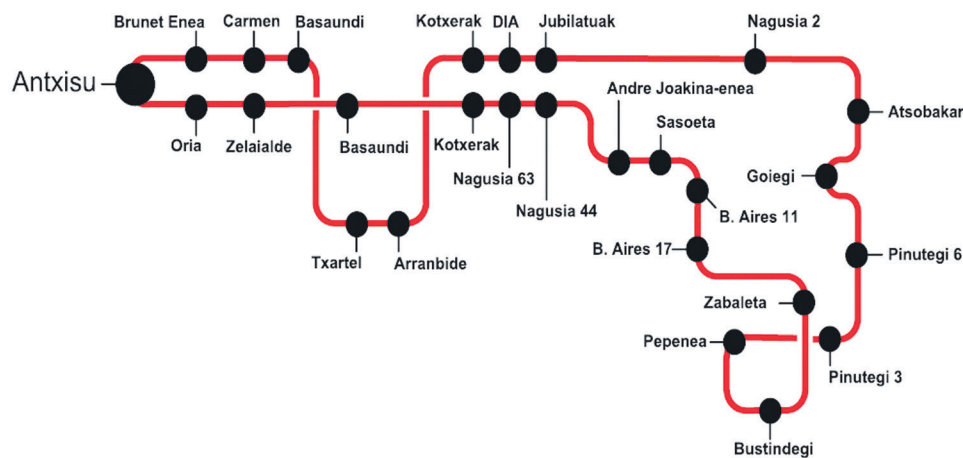 Brunet Enea
Carmen
Basaundi
Kotxerak
DIA
Jubilatuak
Nagusi 2
Antxisu
Andre Joakina-enea
Atsobakar
Sasoeta
Oria
Zelaialde
Basaundi
Kotxerak
Goiegi
Nagusia 63
Nagusia 44
B. Aires 11
B. Aires 17
Pinutegi 6
Txartel
Arranbide
Zabaleta
Pepenea
Pinutegi 3
Bustindegi